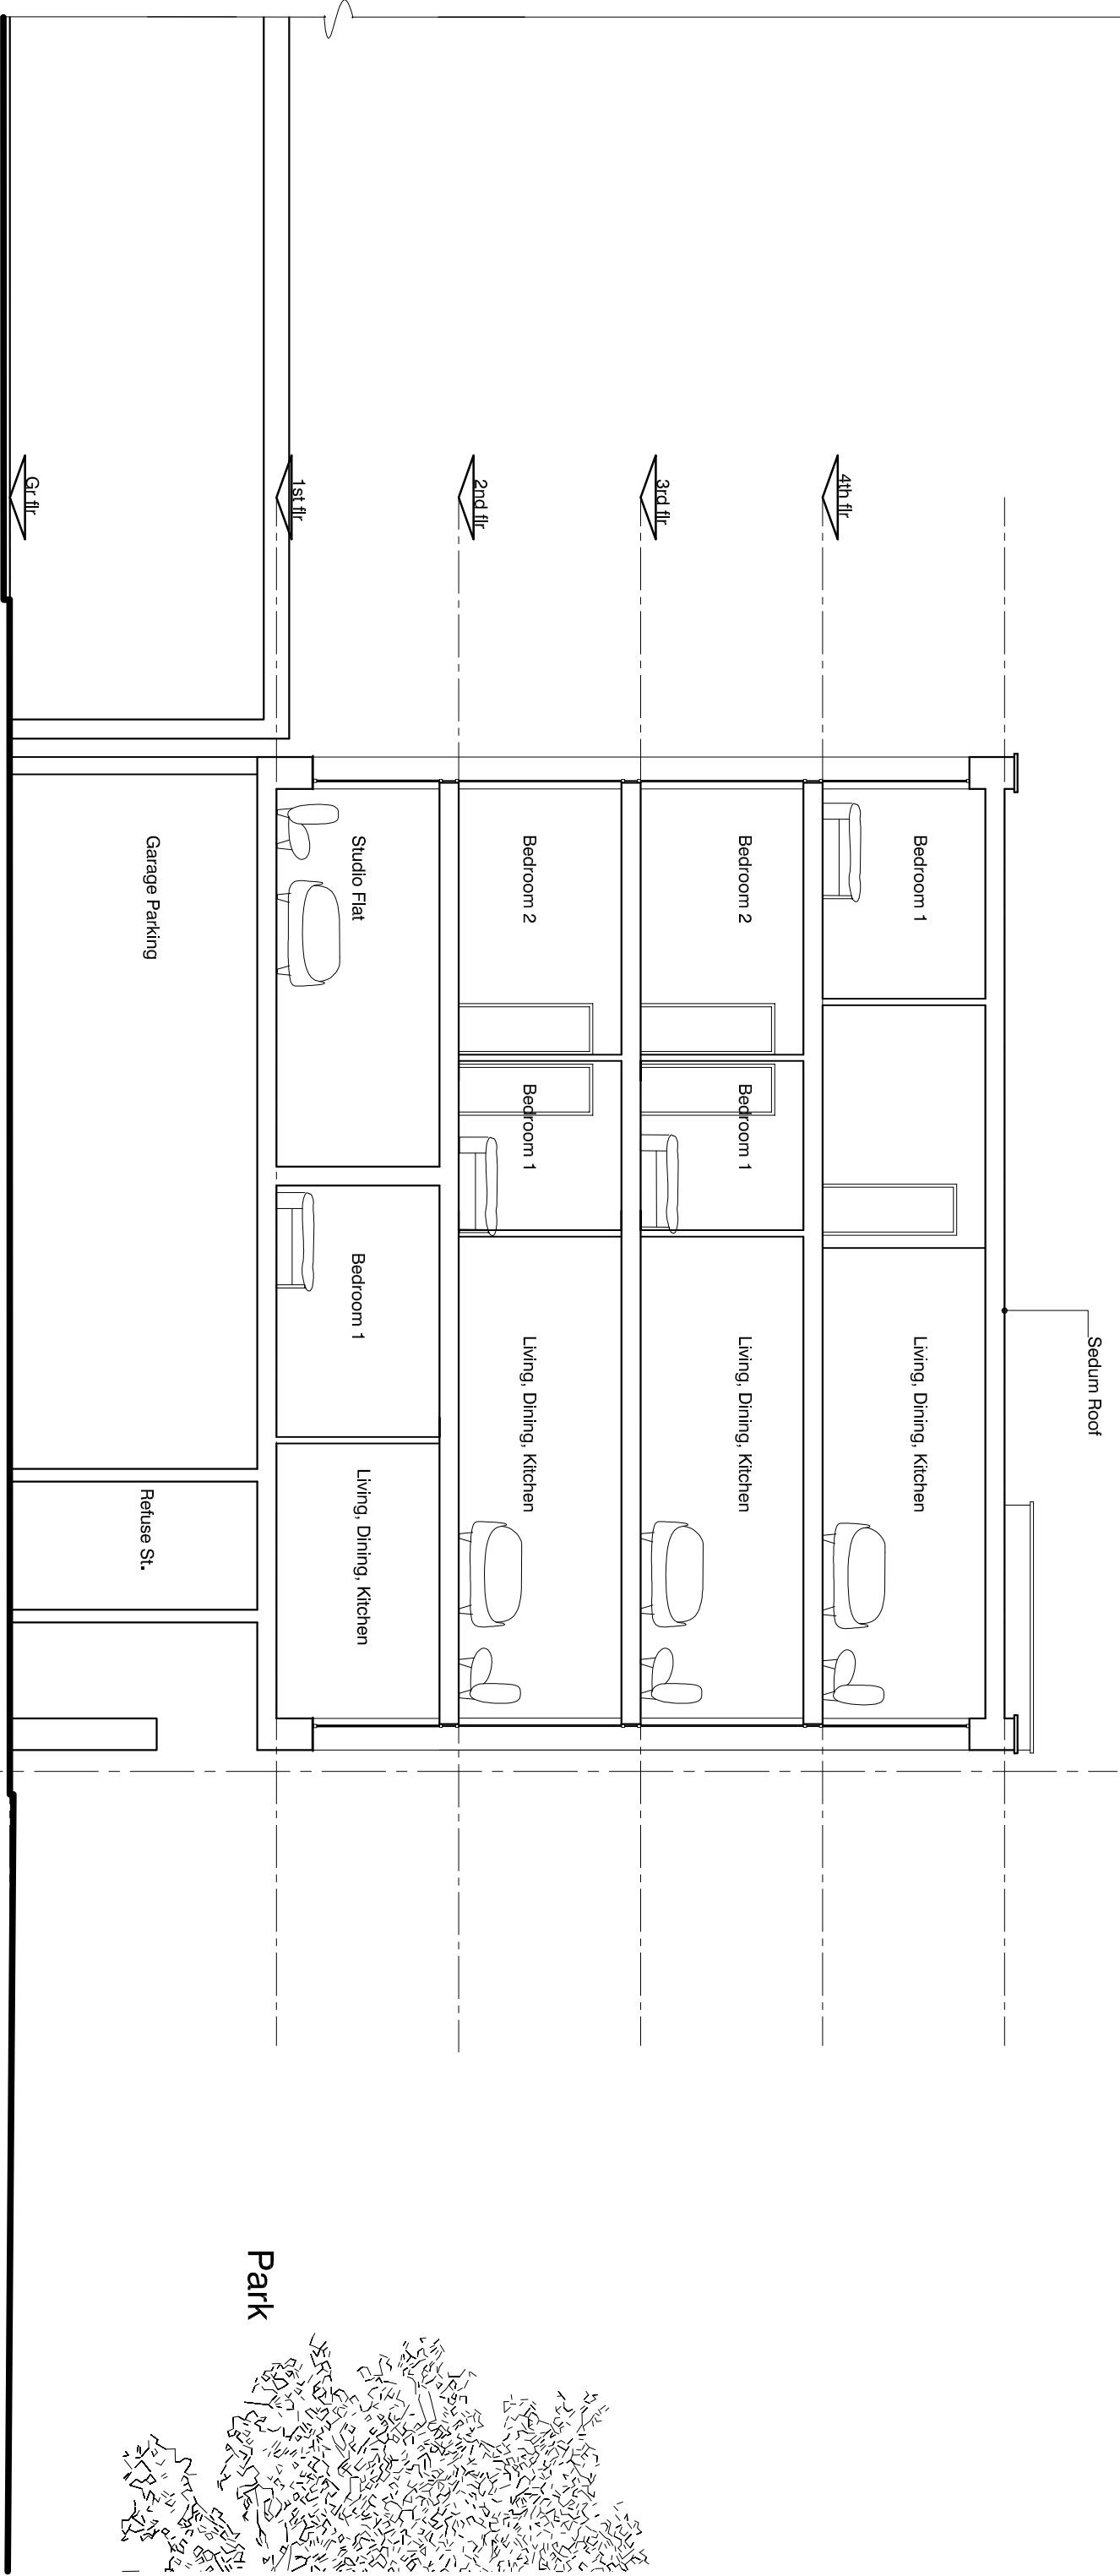 Sedum Roof
4th flr
Bedroom 1
Living, Dining, Kitchen
3rd flr
Bedroom 2
Bedroom 1
Living, Dining, Kitchen
2nd flr
Bedroom 2
Bedroom 1
Living, Dining, Kitchen
1st flr
Studio Flat
Bedroom 1
Living, Dining, Kitchen
Park
Gr flr
Garage Parking
Refuse St.